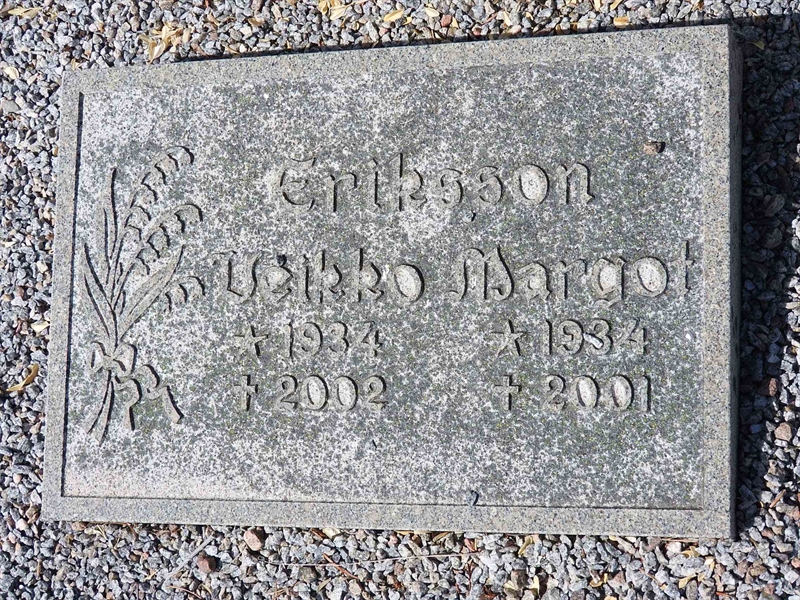 Eriksson
Veikko Margot
☆ 1934 ☆ 1934
✝ 2002 ✝ 2001